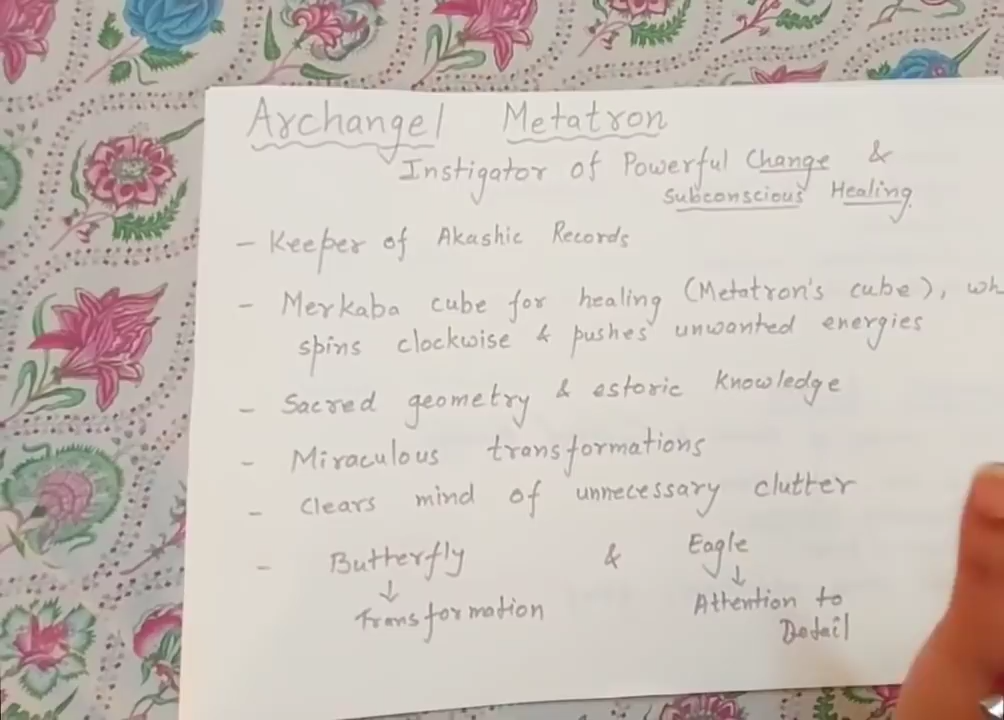 Archangel Metatron
Instigator of Powerful Change &
Subconscious Healing
- Keeper of Akashic Records
- Merkaba cube for healing (Metatron's cube), wh
spins clockwise & pushes unwanted energies
- Sacred geometry & estoric Knowledge
- Miraculous transformations
- Clears mind of unnecessary clutter
- Butterfly & Eagle
↓ ↓
Transformation Attention to
Detail